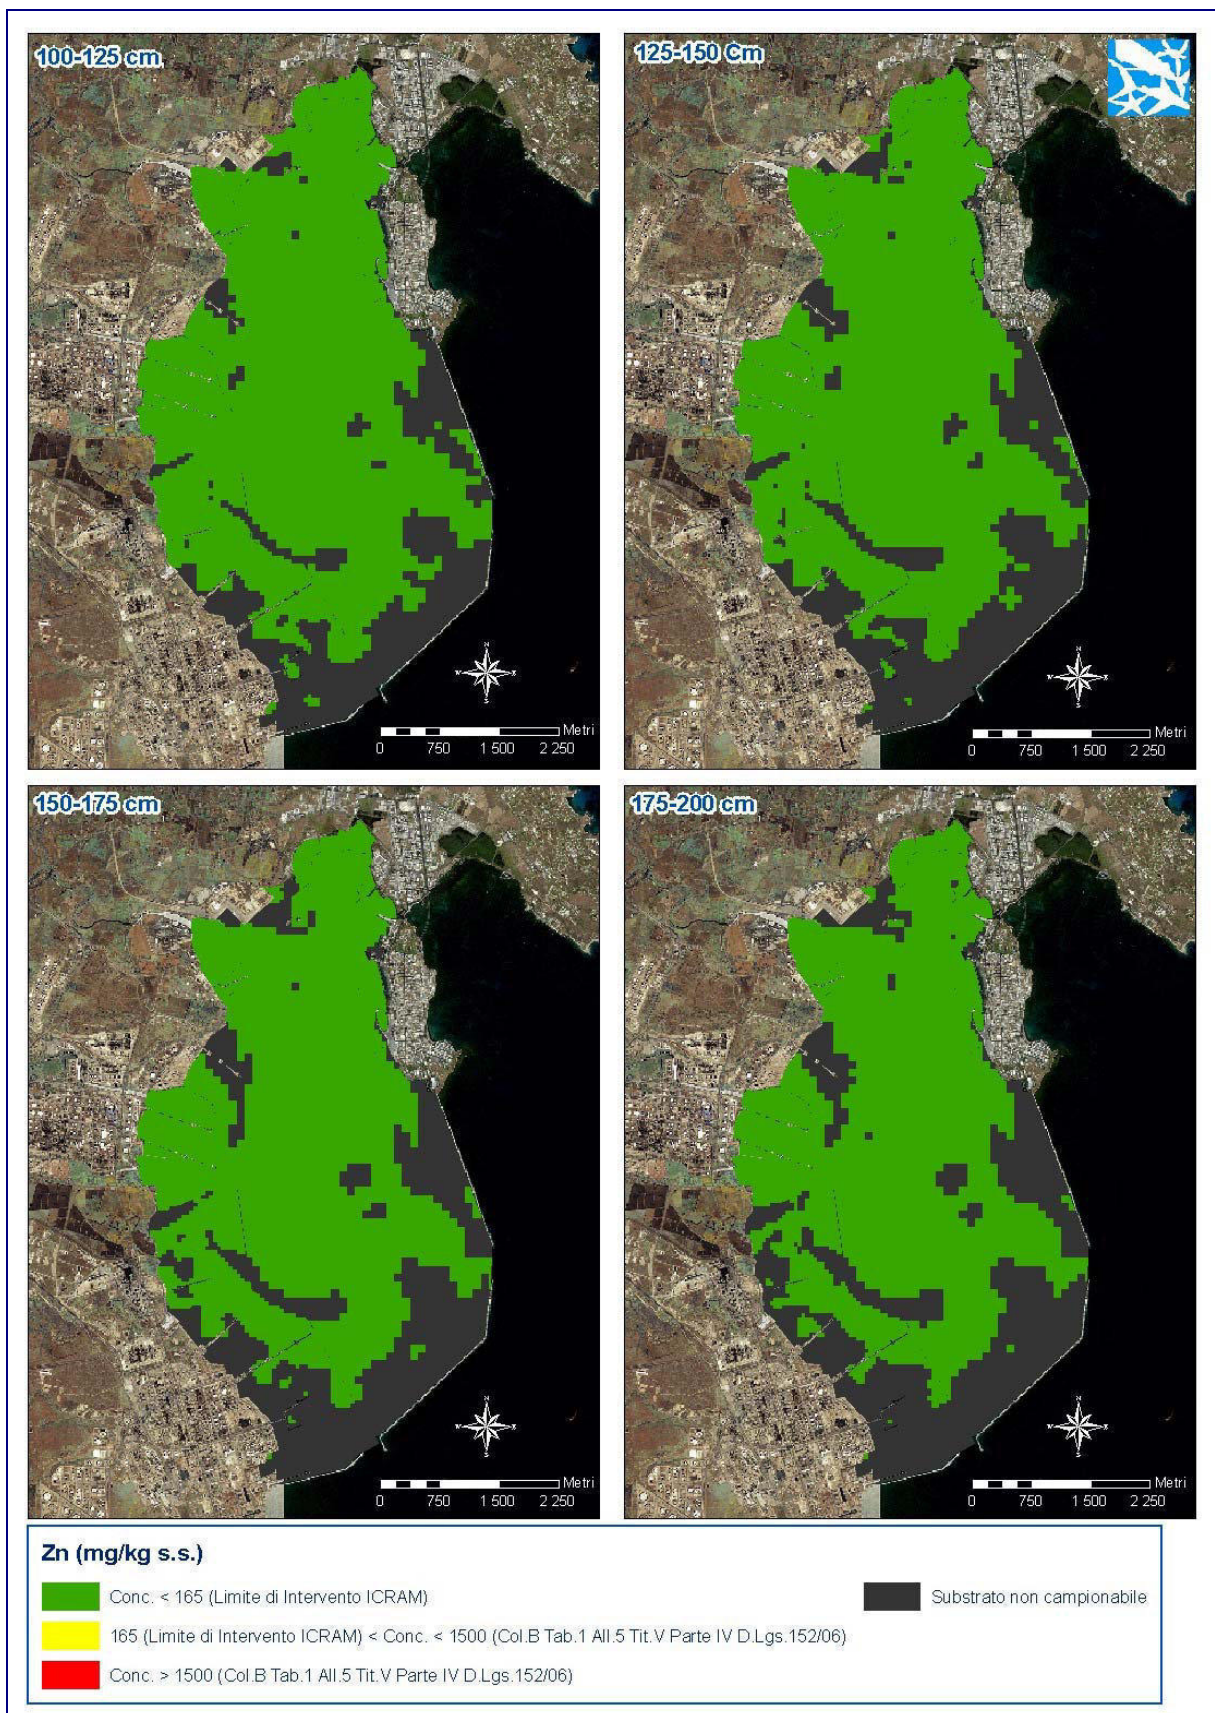 100-125 cm
125-150 Cm
N
W E
S
Metri
0 750 1 500 2 250
N
W E
S
Metri
0 750 1 500 2 250
150-175 cm
175-200 cm
N
W E
S
Metri
0 750 1 500 2 250
N
W E
S
Metri
0 750 1 500 2 250
Zn (mg/kg s.s.)
Conc. < 165 (Limite di Intervento ICRAM)
Substrato non campionabile
165 (Limite di Intervento ICRAM) < Conc. < 1500 (Col.B Tab.1 All.5 Tit.V Parte IV D.Lgs.152/06)
Conc. > 1500 (Col.B Tab.1 All.5 Tit.V Parte IV D.Lgs.152/06)